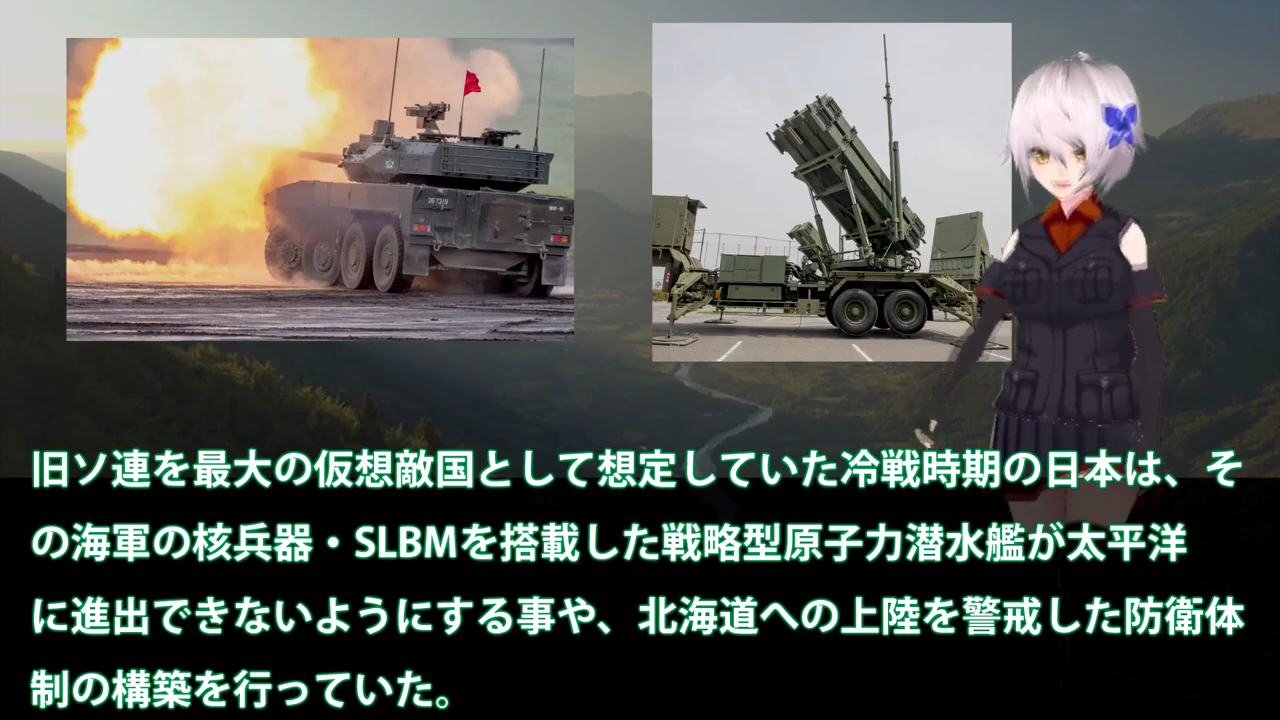 旧ソ連を最大の仮想敵国として想定していた冷戦時期の日本は、そ
の海軍の核兵器・SLBMを搭載した戦略型原子力潜水艦が太平洋
に進出できないようにする事や、北海道への上陸を警戒した防衛体
制の構築を行っていた。